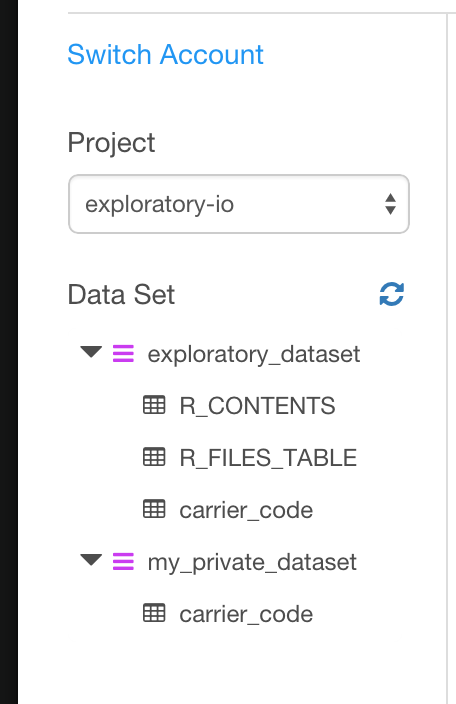 Switch Account
Project
exploratory-io
Data Set
exploratory_dataset
R_CONTENTS
R_FILES_TABLE
carrier_code
my_private_dataset
carrier_code